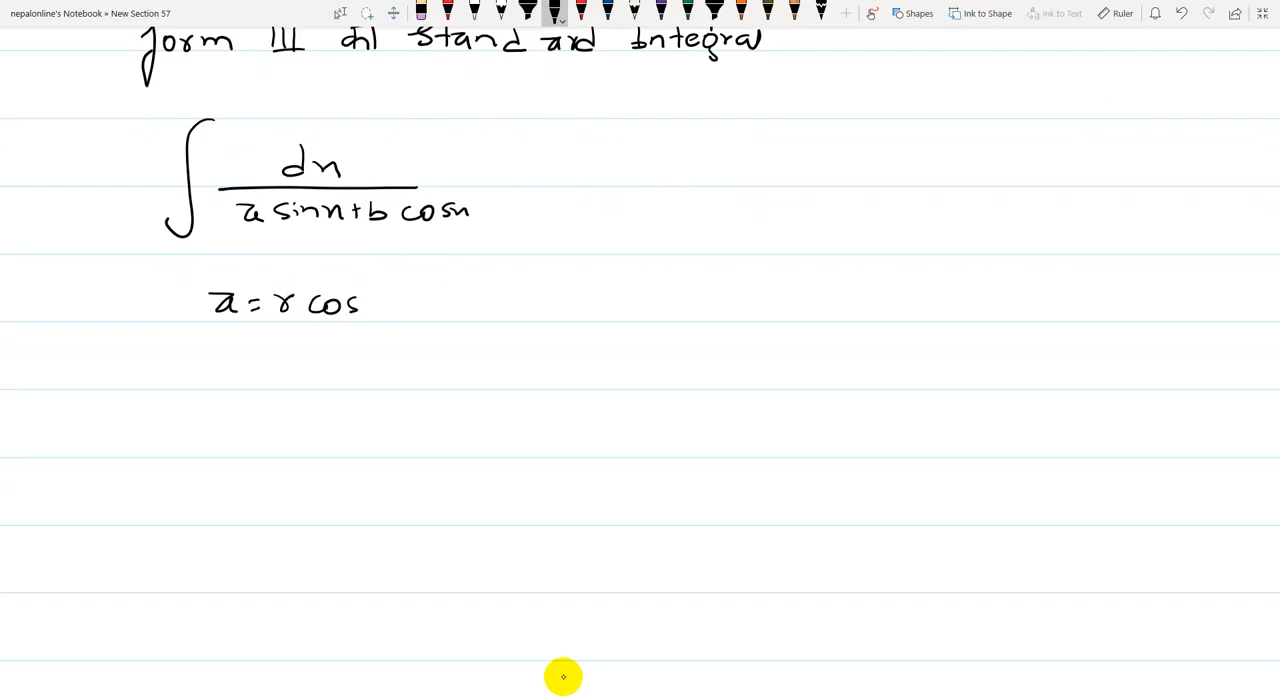 nepalonline's Notebook » New Section 57
Shapes Ink to Shape Ink to Text Ruler
form III of Standard Integral
∫ dx
a sinx + b cosx
a = r cos